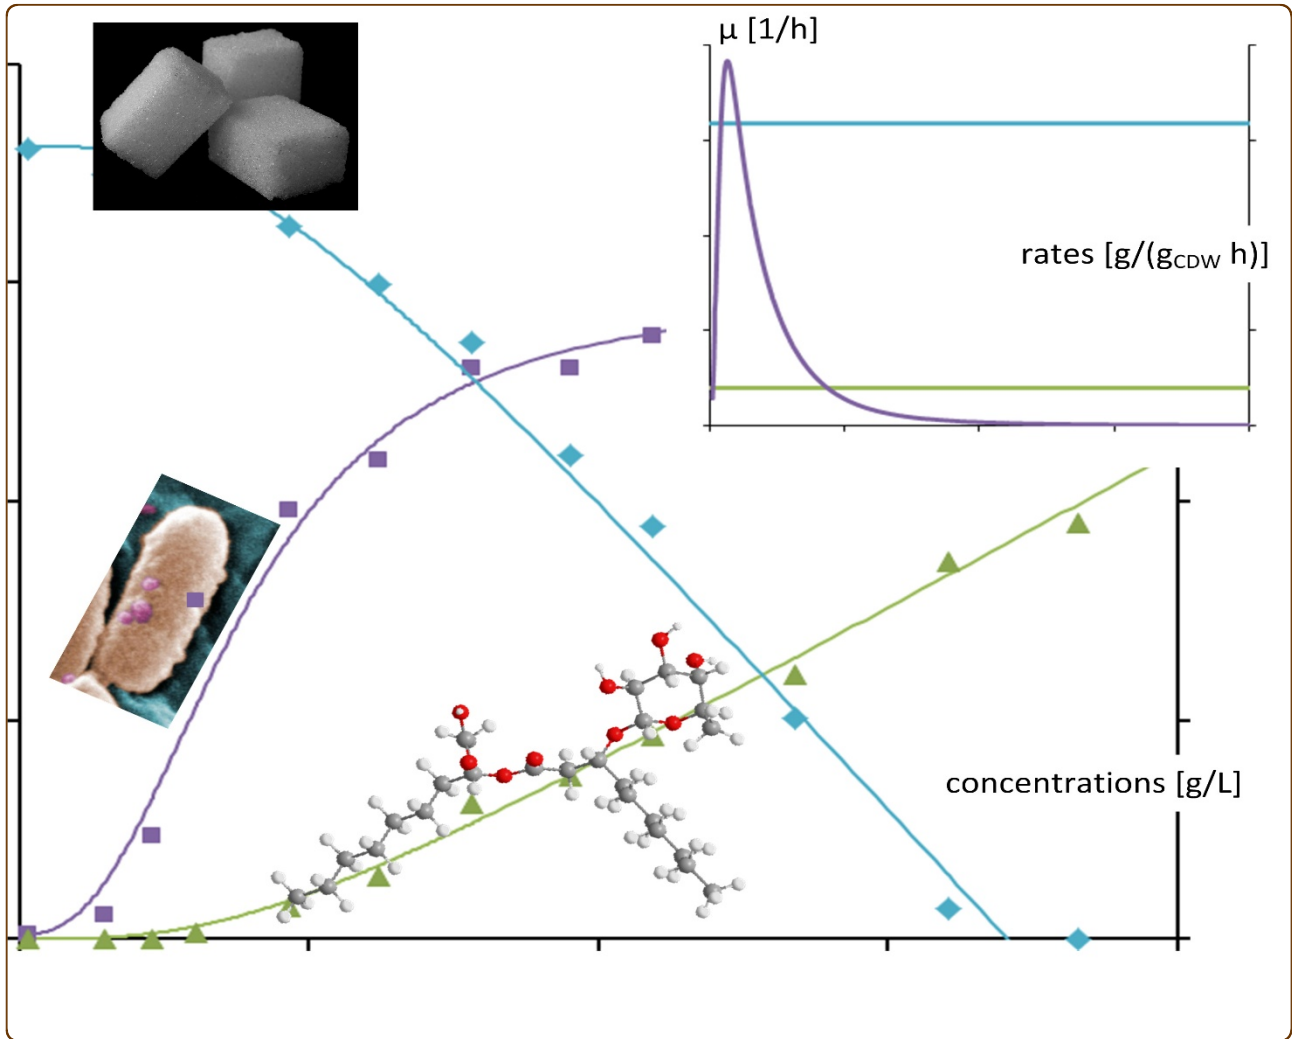 μ [1/h]
rates [g/(gCDW h)]
concentrations [g/L]